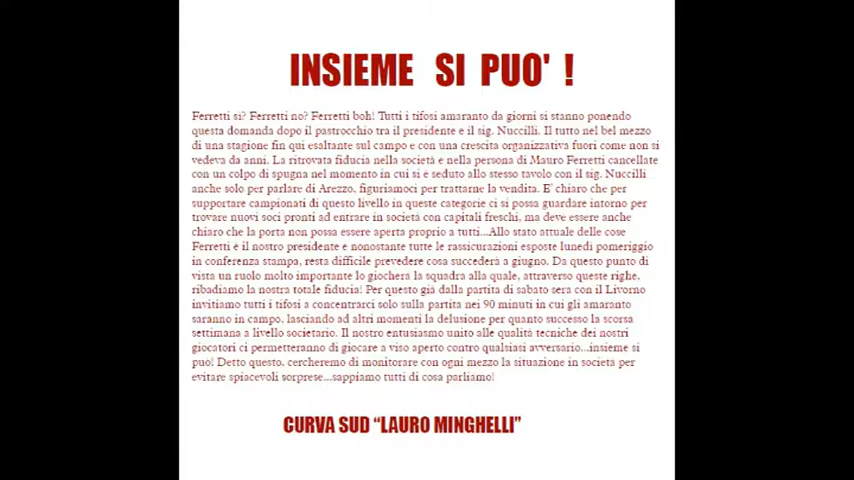 INSIEME SI PUO' !
Ferretti si? Ferretti no? Ferretti boh! Tutti i tifosi amaranto da giorni si stanno ponendo
questa domanda dopo il pastrocchio tra il presidente e il sig. Nuccilli. Il tutto nel bel mezzo
di una stagione fin qui esaltante sul campo e con una crescita organizzativa fuori come non si
vedeva da anni. La ritrovata fiducia nella società e nella persona di Mauro Ferretti cancellate
con un colpo di spugna nel momento in cui si è seduto allo stesso tavolo con il sig. Nuccilli
anche solo per parlare di Arezzo, figuriamoci per trattarne la vendita. E' chiaro che per
supportare campionati di questo livello in queste categorie ci si possa guardare intorno per
trovare nuovi soci pronti ad entrare in società con capitali freschi, ma deve essere anche
chiaro che la porta non possa essere aperta proprio a tutti...Allo stato attuale delle cose
Ferretti è il nostro presidente e nonostante tutte le rassicurazioni esposte lunedì pomeriggio
in conferenza stampa, resta difficile prevedere cosa succederà a giugno. Da questo punto di
vista un ruolo molto importante lo giocherà la squadra alla quale, attraverso queste righe,
ribadiamo la nostra totale fiducia! Per questo già dalla partita di sabato sera con il Livorno
invitiamo tutti i tifosi a concentrarci solo sulla partita nei 90 minuti in cui gli amaranto
saranno in campo, lasciando ad altri momenti la delusione per quanto successo la scorsa
settimana a livello societario. Il nostro entusiasmo unito alle qualità tecniche dei nostri
giocatori ci permetteranno di giocare a viso aperto contro qualsiasi avversario...insieme si
può! Detto questo, cercheremo di monitorare con ogni mezzo la situazione in società per
evitare spiacevoli sorprese...sappiamo tutti di cosa parliamo!
CURVA SUD “LAURO MINGHELLI”